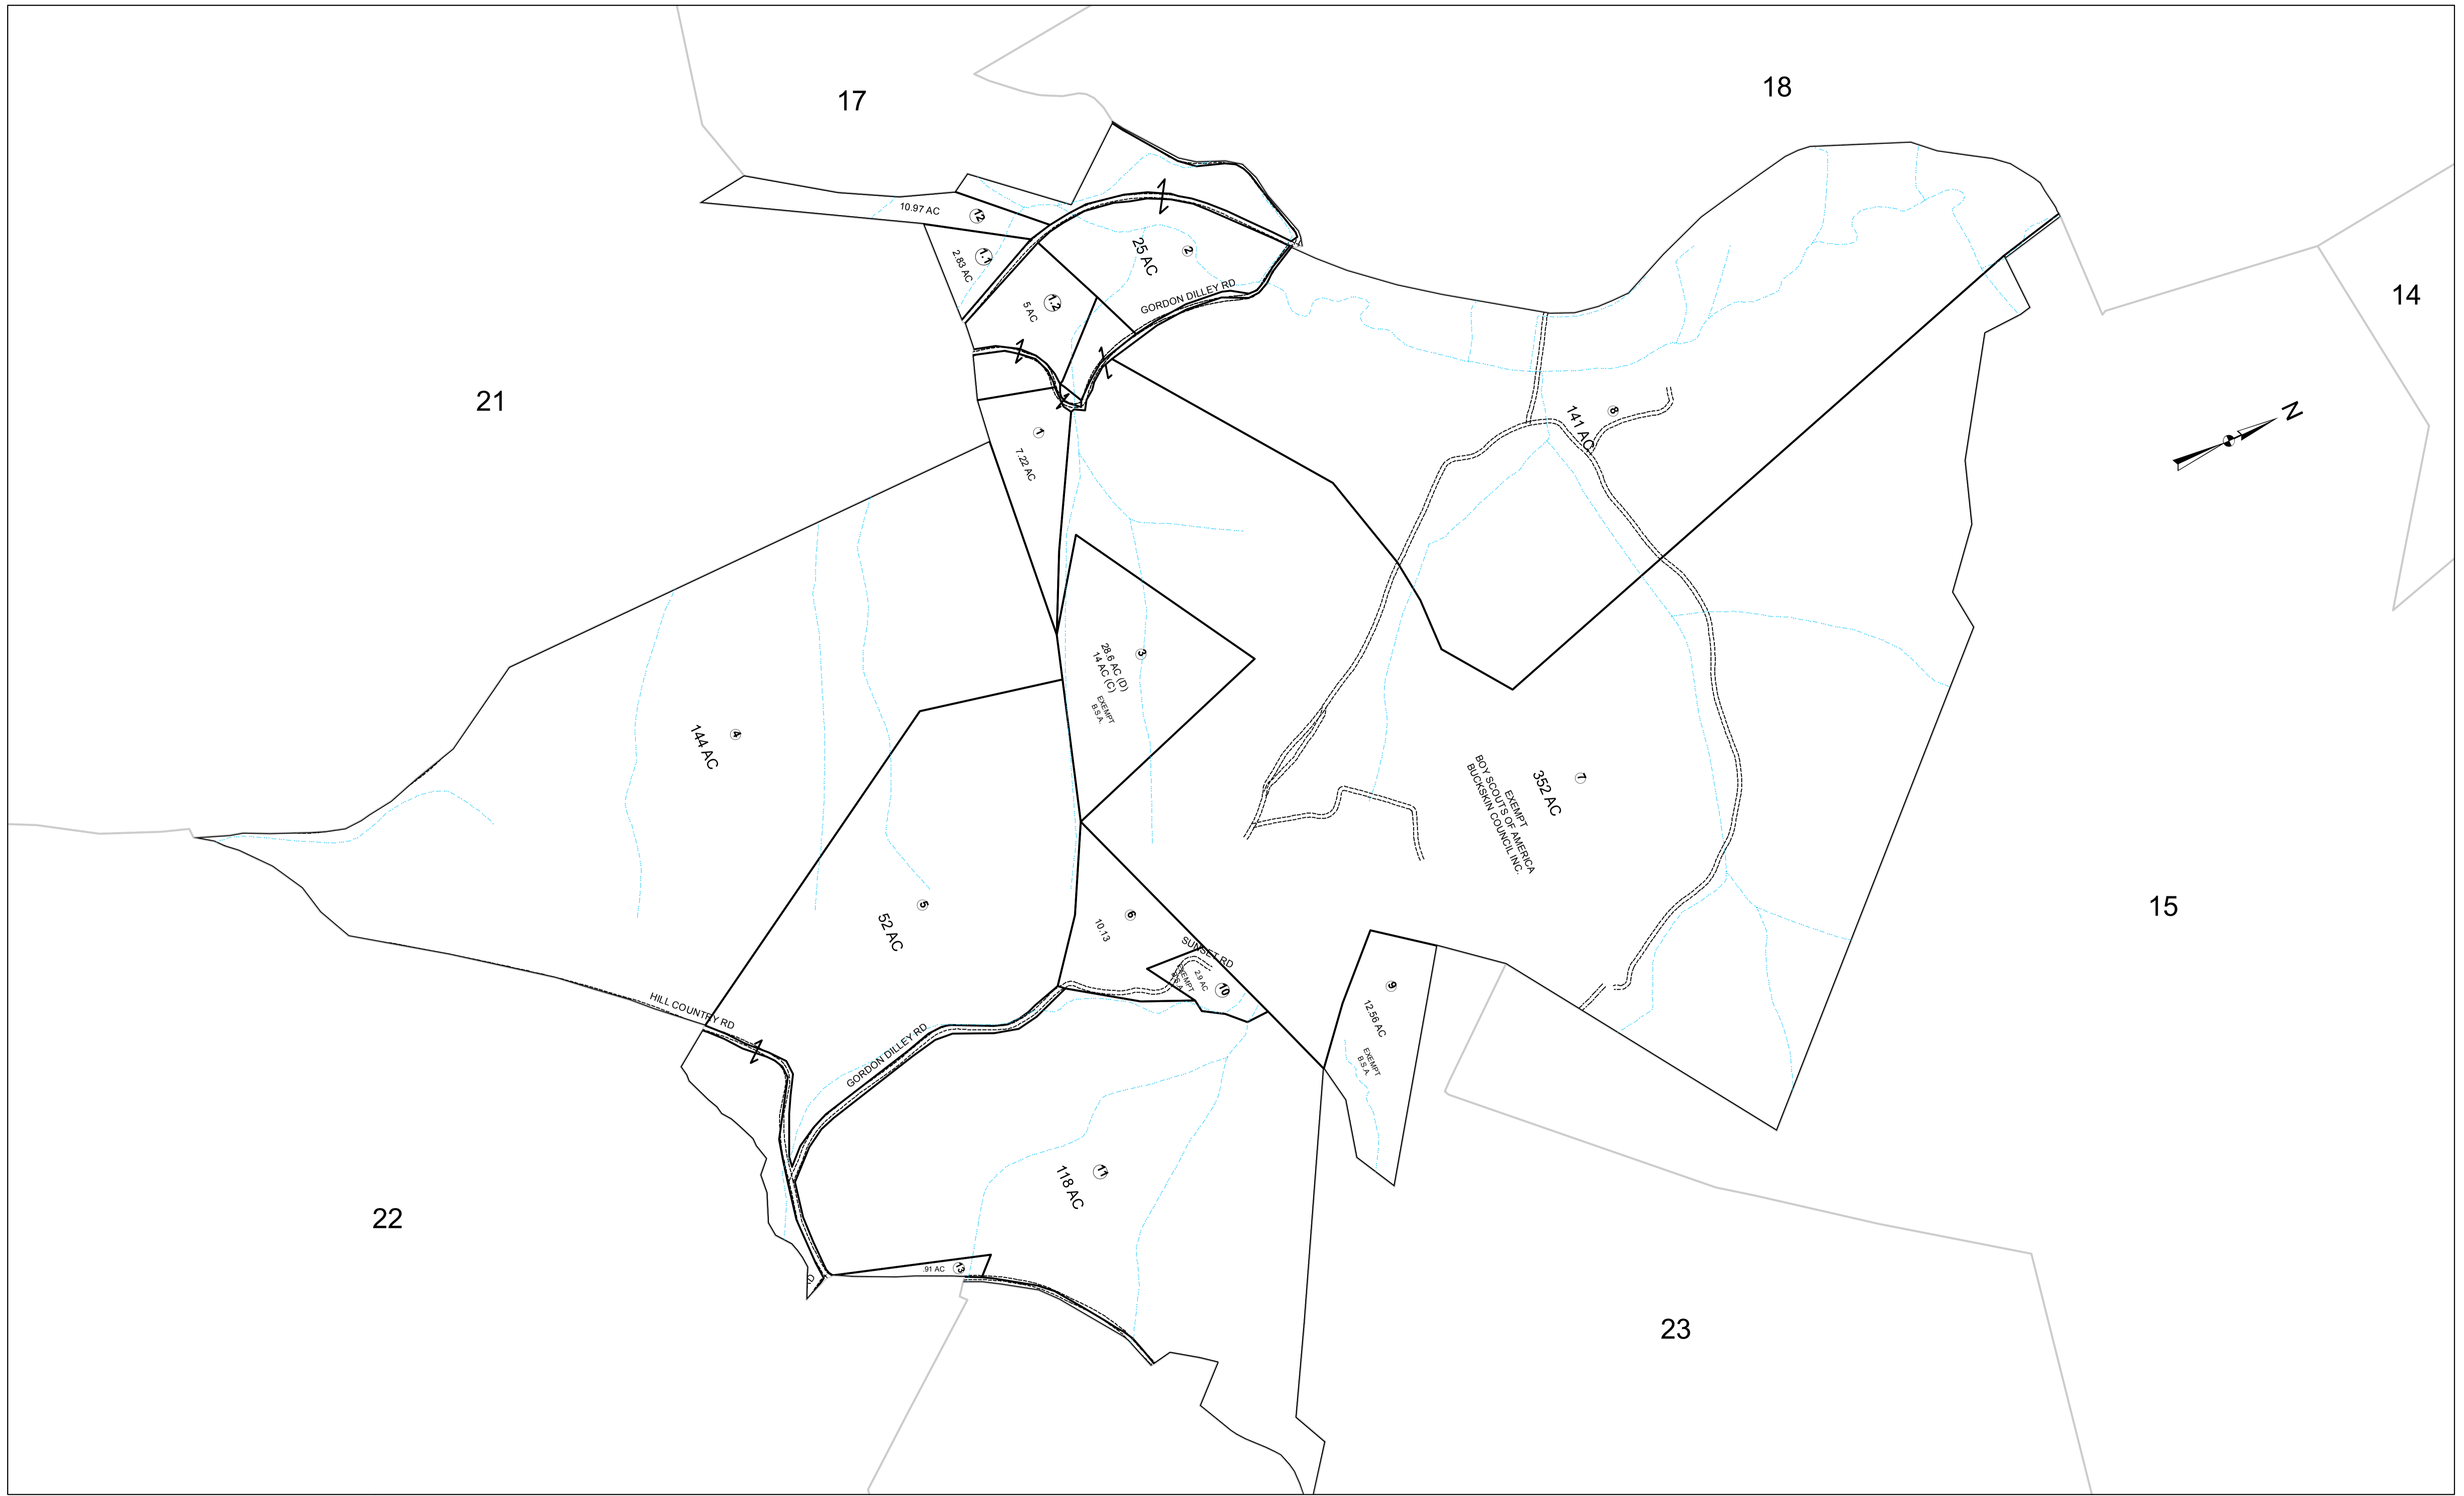 17
18
12
10.97 AC
1.1
2.83 AC
2
25 AC
14
GORDON DILLEY RD
1.2
5 AC
21
8
141 AC
N
1
7.22 AC
3
28.6 AC (D)
14 AC (C)
EXEMPT
B.S.A.
4
144 AC
7
352 AC
EXEMPT
BOY SCOUTS OF AMERICA
BUCKSKIN COUNCIL INC.
5
52 AC
6
10.13
15
SUNSET RD
10
2.9 AC
EXEMPT
B.S.A.
9
12.56 AC
EXEMPT
B.S.A.
HILL COUNTRY RD
GORDON DILLEY RD
11
118 AC
22
13
.91 AC
23